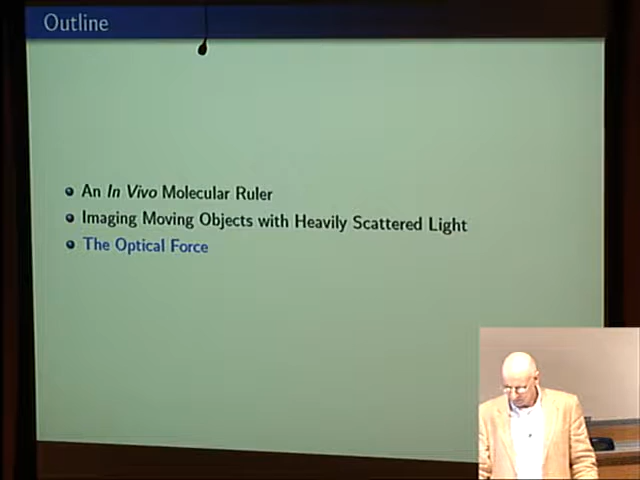 Outline
An In Vivo Molecular Ruler
Imaging Moving Objects with Heavily Scattered Light
The Optical Force